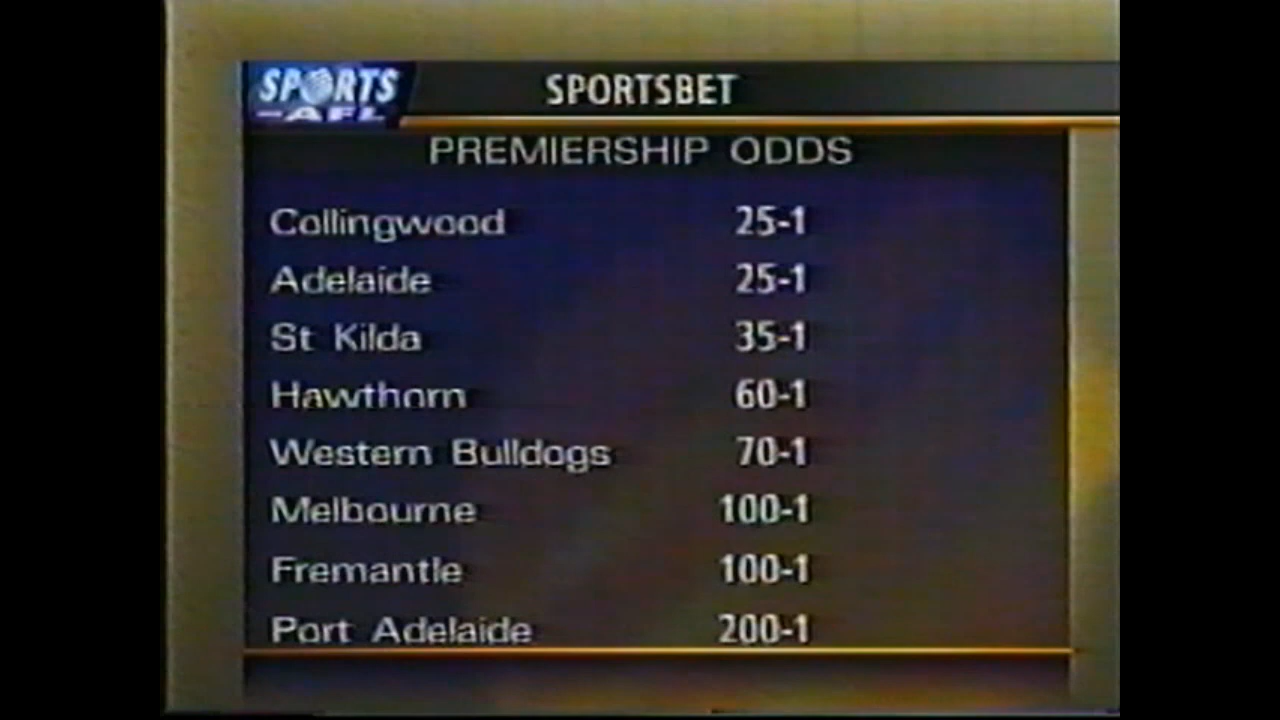 SPORTS AFL
SPORTSBET
PREMIERSHIP ODDS
Collingwood 25-1
Adelaide 25-1
St Kilda 35-1
Hawthorn 60-1
Western Bulldogs 70-1
Melbourne 100-1
Fremantle 100-1
Port Adelaide 200-1